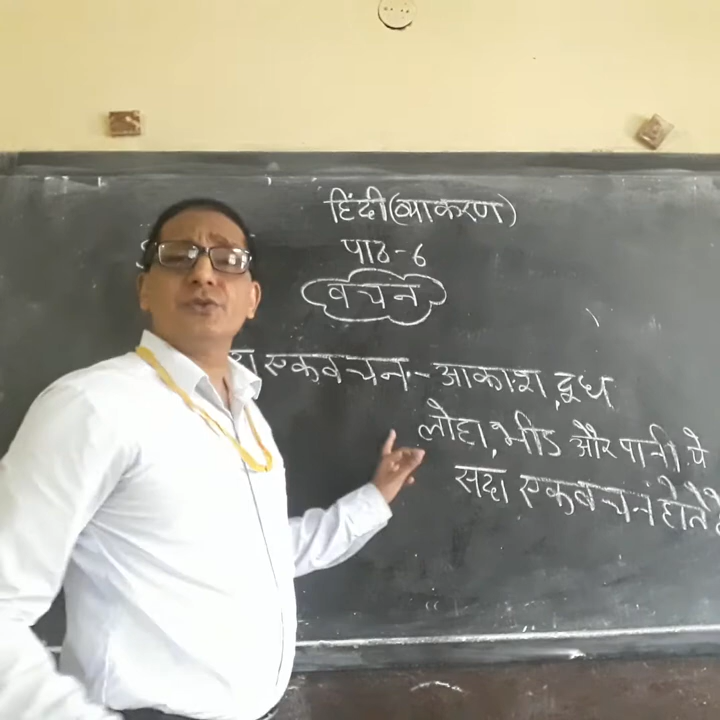 हिंदी(व्याकरण)
पाठ-6
वचन
एकवचन:- आकाश, दूध
लोहा, भीड और पानी ये
सदा एकवचन होते